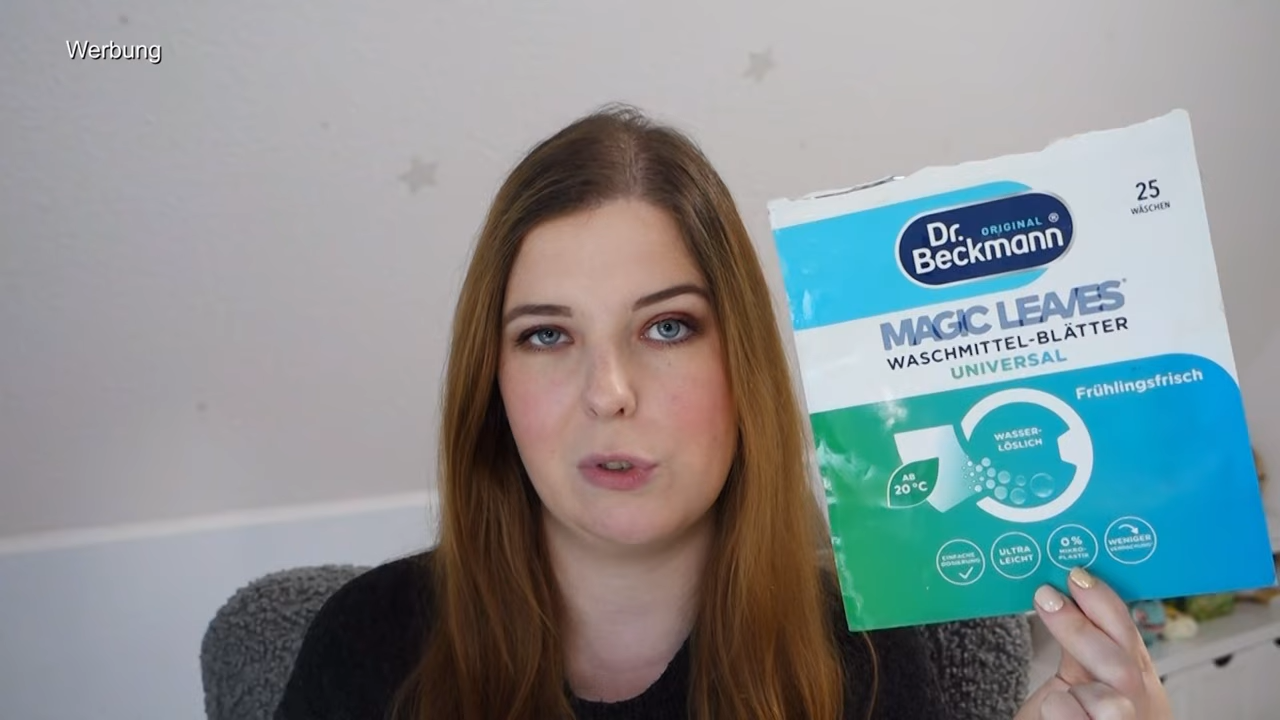 Werbung
25
WÄSCHEN
ORIGINAL
Dr.
Beckmann®
MAGIC LEAVES*
WASCHMITTEL-BLÄTTER
UNIVERSAL
Frühlingsfrisch
WASSER-
LÖSLICH
AB
20°C
EINFACHE
DOSIERUNG
ULTRA
LEICHT
0%
MIKRO-
PLASTIK
WENIGER
VERPACKUNG